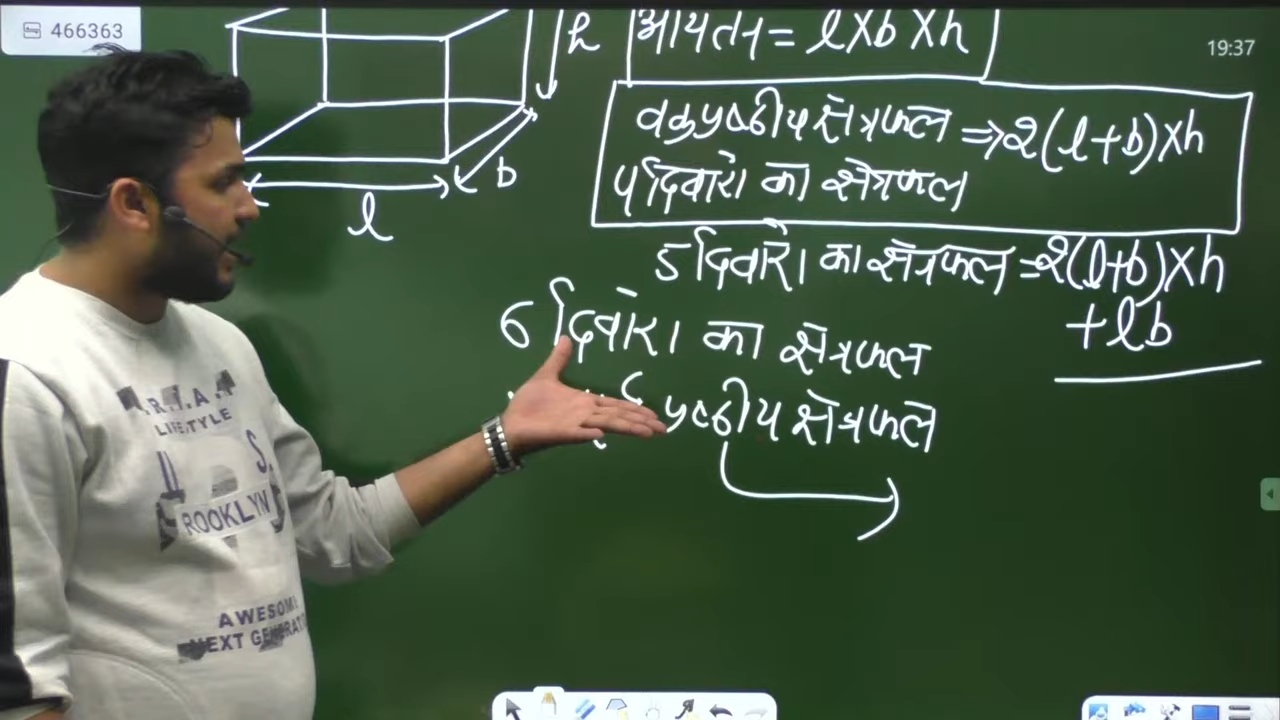 466363
19:37
h
आयतन = l×b×h
वक्रपृष्ठीय क्षेत्रफल ⇒ 2(l+b)×h
b
4 दिवारो का क्षेत्रफल
l
5 दिवारो का क्षेत्रफल = 2(l+b)×h
+lb
6 दिवारो का क्षेत्रफल
पृष्ठीय क्षेत्रफल
LIFESTYLE
U S.
ROOKLYN
AWESOM
NEXT GENERAT